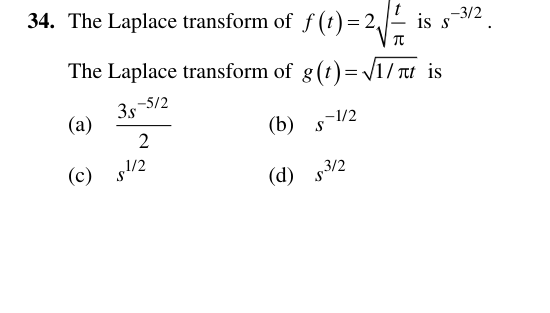 34. The Laplace transform of f(t) = 2√(t/π) is s^{-3/2}.
The Laplace transform of g(t) = √(1/πt) is
(a) 3s^{-5/2}/2 (b) s^{-1/2}
(c) s^{1/2} (d) s^{3/2}